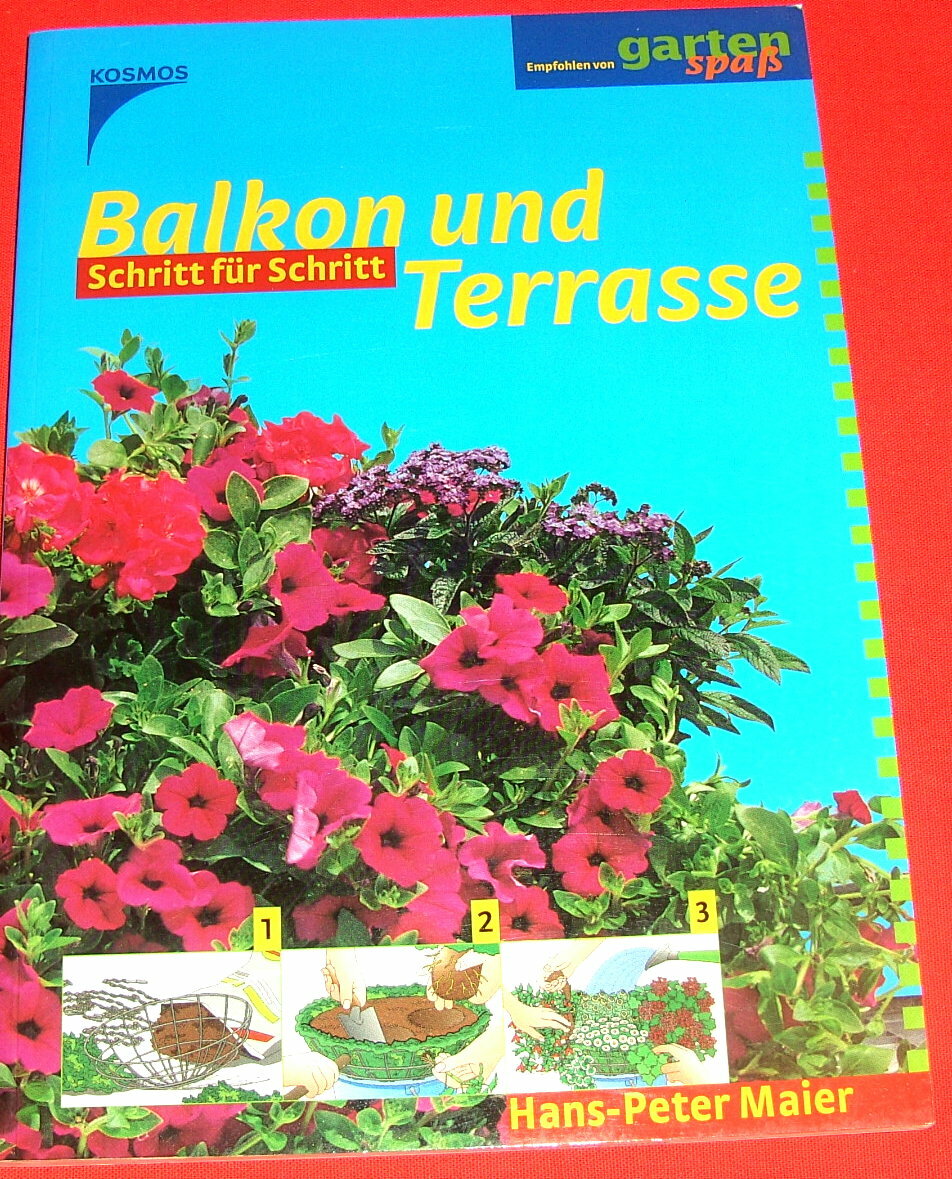 KOSMOS
Empfohlen von
garten
spaß
Balkon und
Schritt für Schritt
Terrasse
1
2
3
Hans-Peter Maier